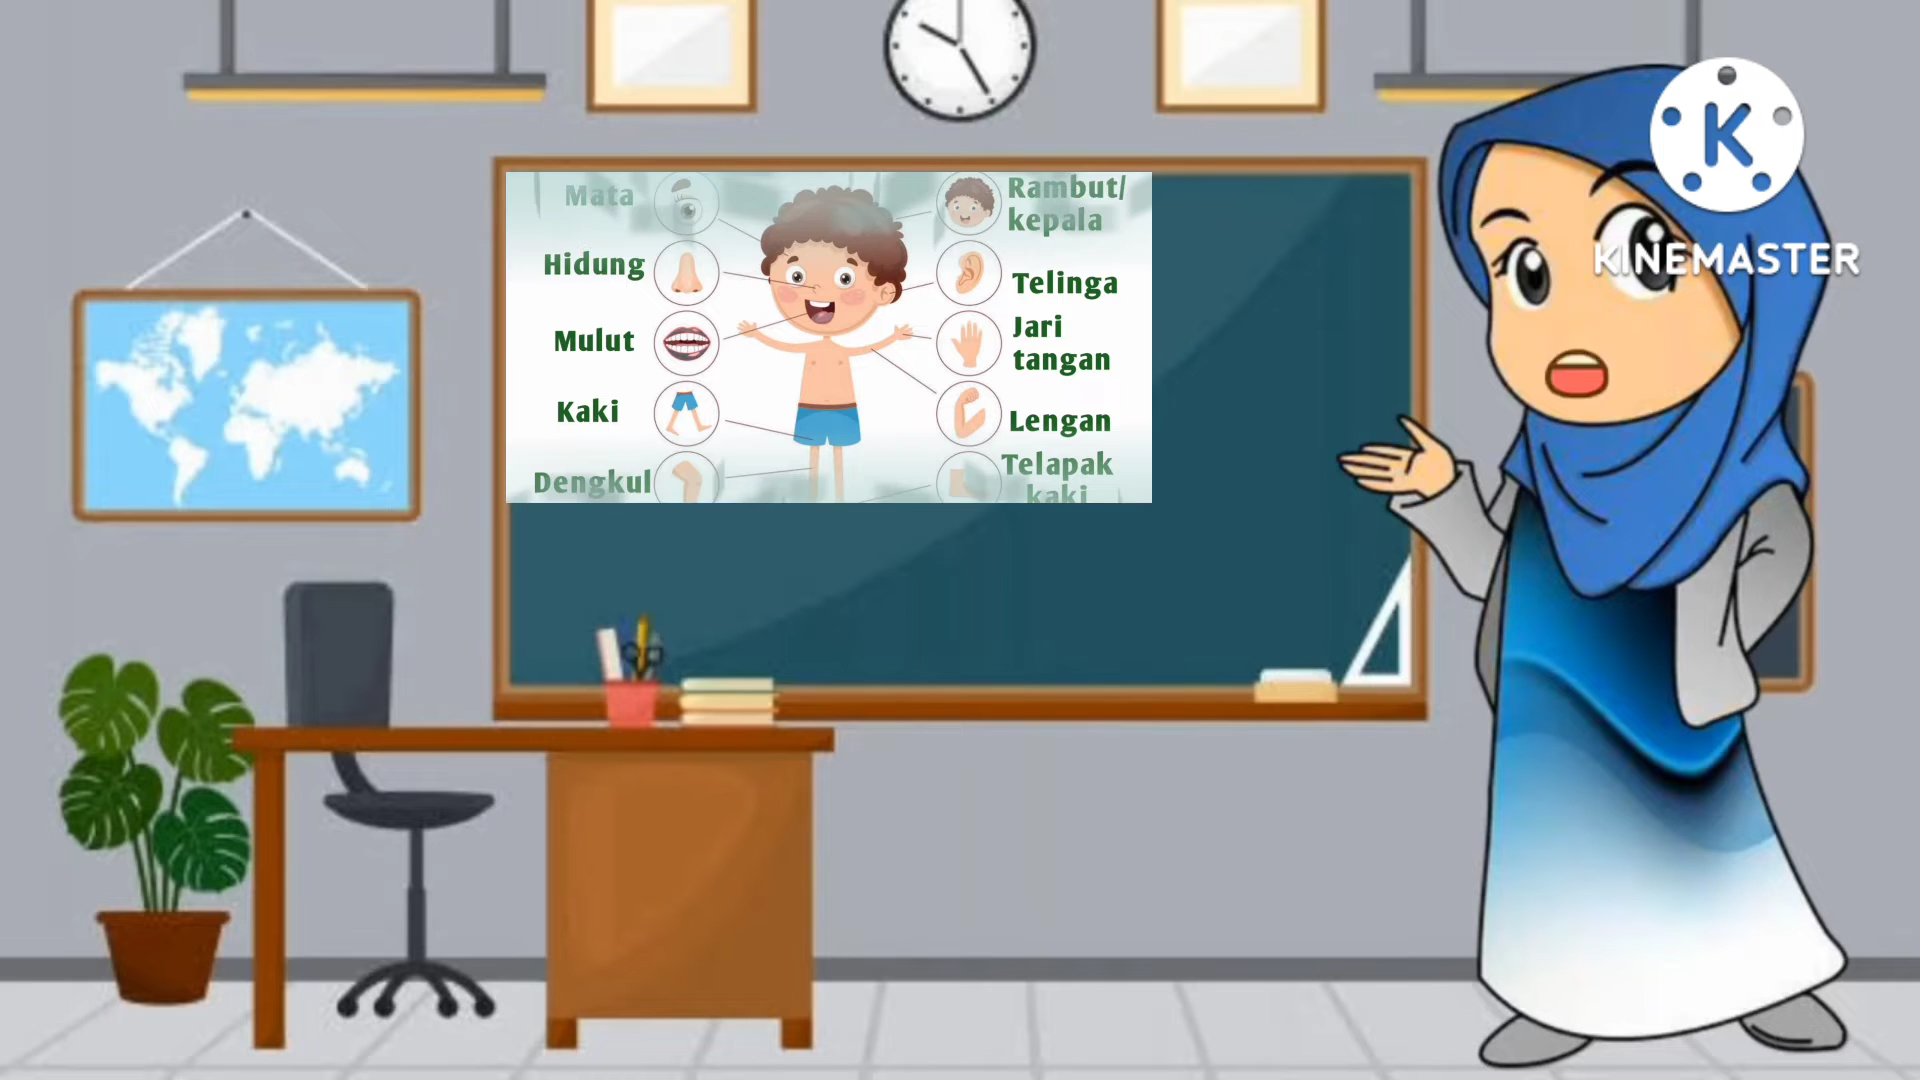 Mata
Hidung
Mulut
Kaki
Dengkul
Rambut/
kepala
Telinga
Jari
tangan
Lengan
Telapak
kaki
K
KINEMASTER